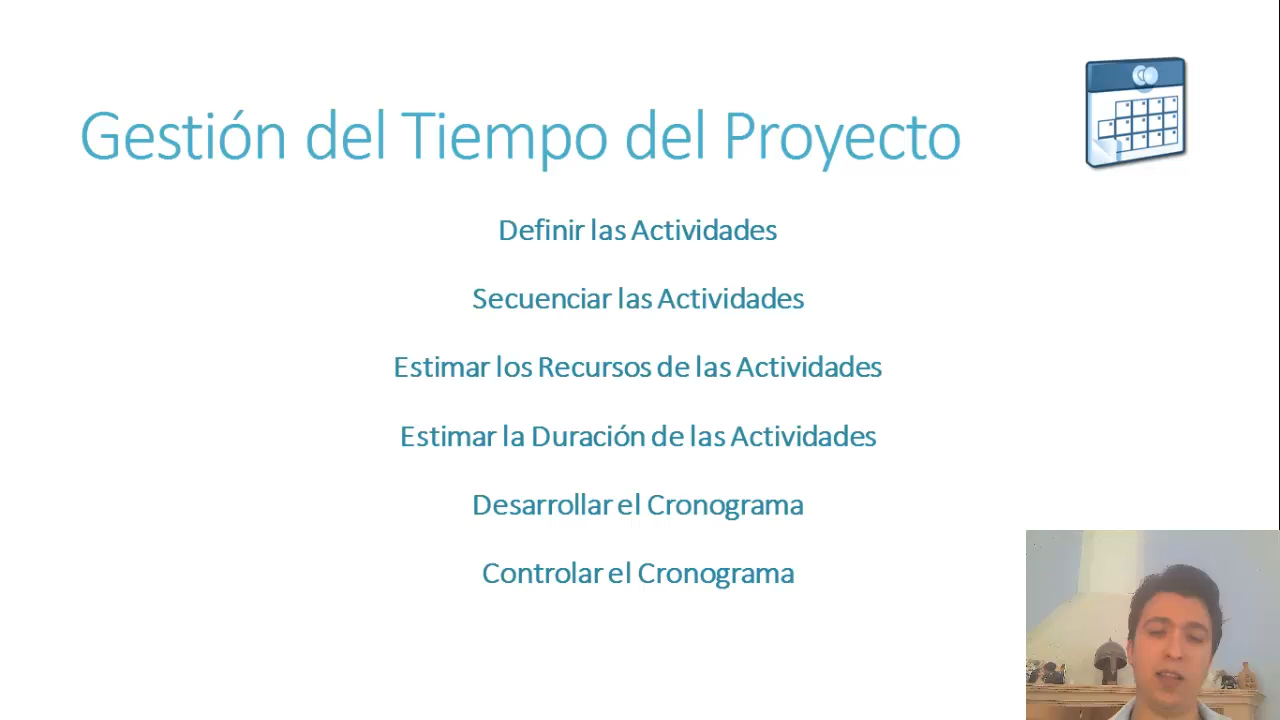 Gestión del Tiempo del Proyecto
Definir las Actividades
Secuenciar las Actividades
Estimar los Recursos de las Actividades
Estimar la Duración de las Actividades
Desarrollar el Cronograma
Controlar el Cronograma